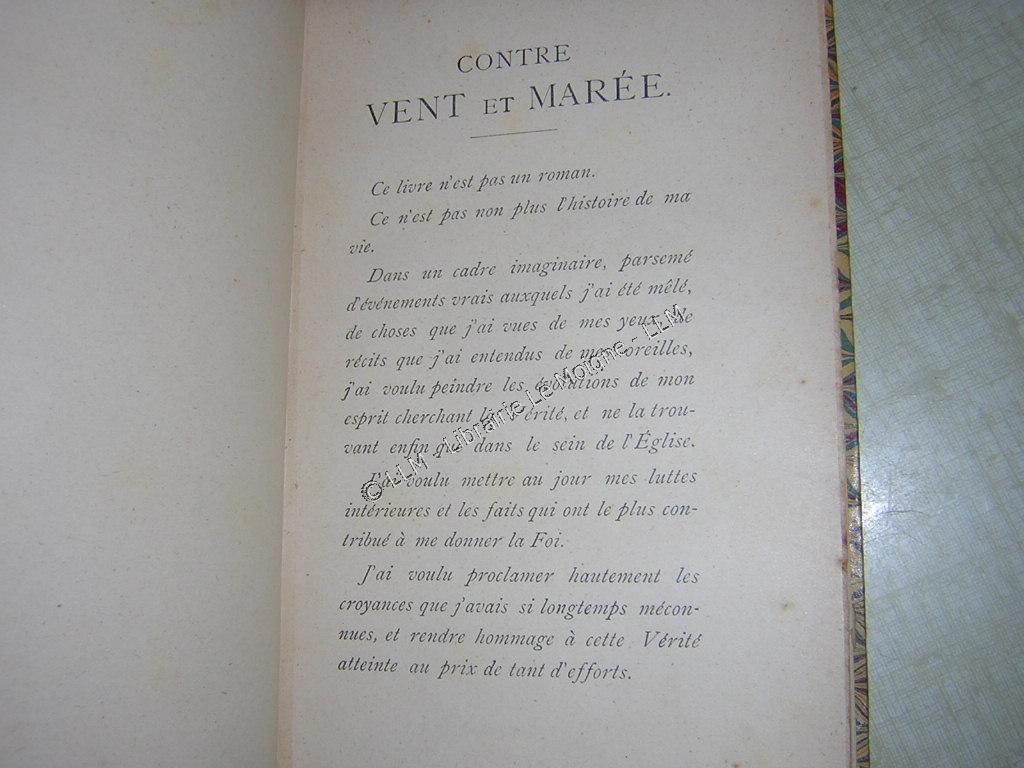 CONTRE
VENT ET MARÉE.
Ce livre n'est pas un roman.
Ce n'est pas non plus l'histoire de ma
vie.
Dans un cadre imaginaire, parsemé
d'événements vrais auxquels j'ai été mêlé,
de choses que j'ai vues de mes yeux, de
récits que j'ai entendus de mes oreilles,
j'ai voulu peindre les évolutions de mon
esprit cherchant la Vérité, et ne la trou-
vant enfin que dans le sein de l'Église.
J'ai voulu mettre au jour mes luttes
intérieures et les faits qui ont le plus con-
tribué à me donner la Foi.
J'ai voulu proclamer hautement les
croyances que j'avais si longtemps mécon-
nues, et rendre hommage à cette Vérité
atteinte au prix de tant d'efforts.
© LLM - Librairie Le Moigne - LLM